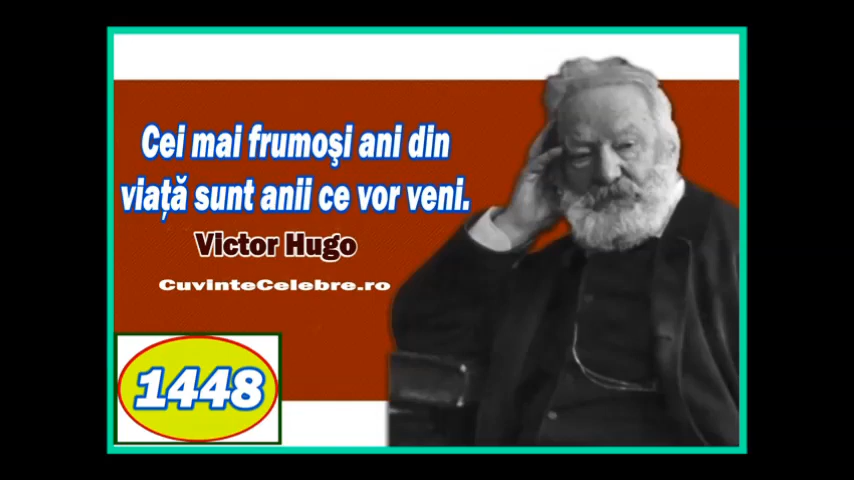 Cei mai frumoşi ani din
viață sunt anii ce vor veni.
Victor Hugo
CuvinteCelebre.ro
1448